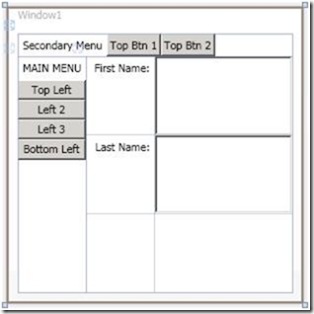 Window1
Secondary Menu Top Btn 1 Top Btn 2
MAIN MENU
First Name:
Top Left
Left 2
Left 3
Bottom Left
Last Name: